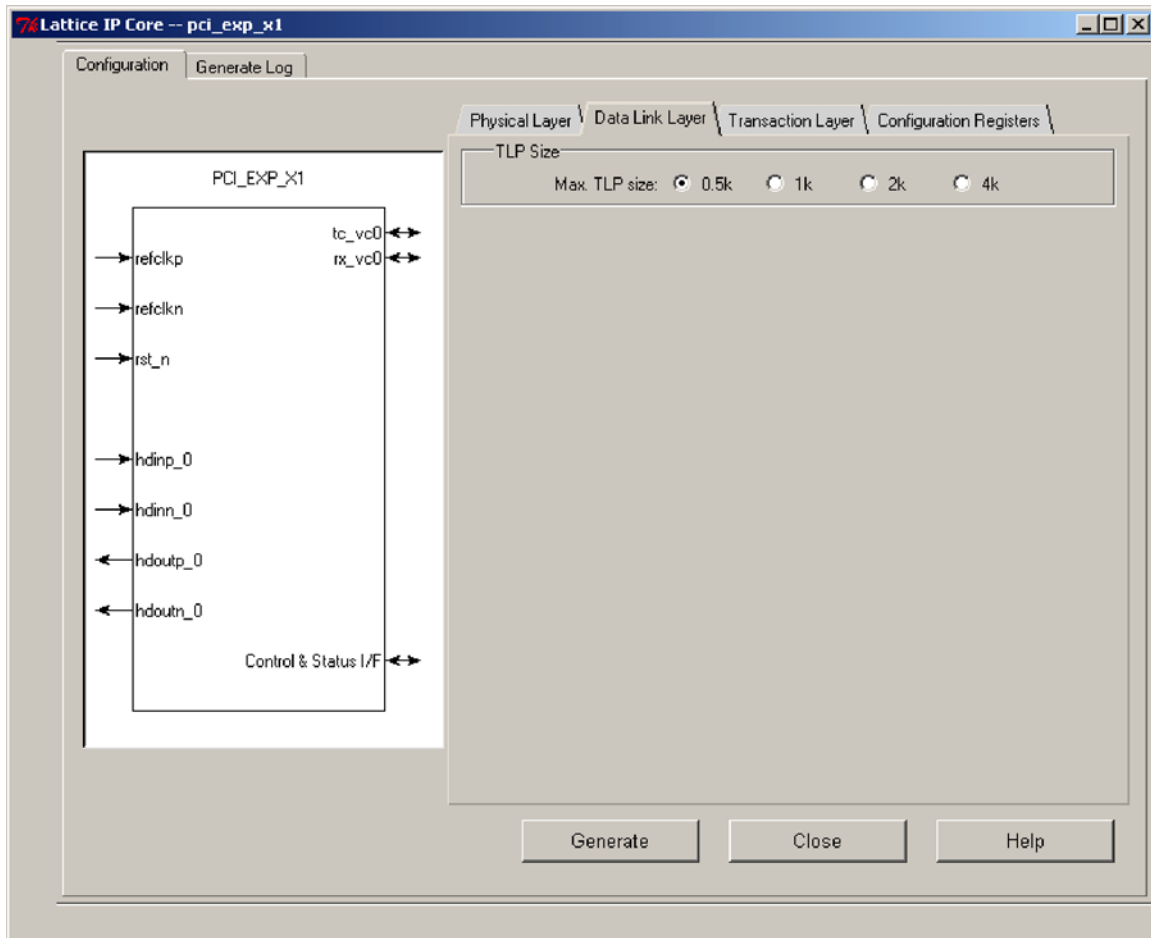 Lattice IP Core -- pci_exp_x1
Configuration
Generate Log
Physical Layer
Data Link Layer
Transaction Layer
Configuration Registers
TLP Size
Max. TLP size: 0.5k 1k 2k 4k
PCI_EXP_X1
tc_vc0
refclkp
rx_vc0
refclkn
rst_n
hdinp_0
hdinn_0
hdoutp_0
hdoutn_0
Control & Status I/F
Generate
Close
Help